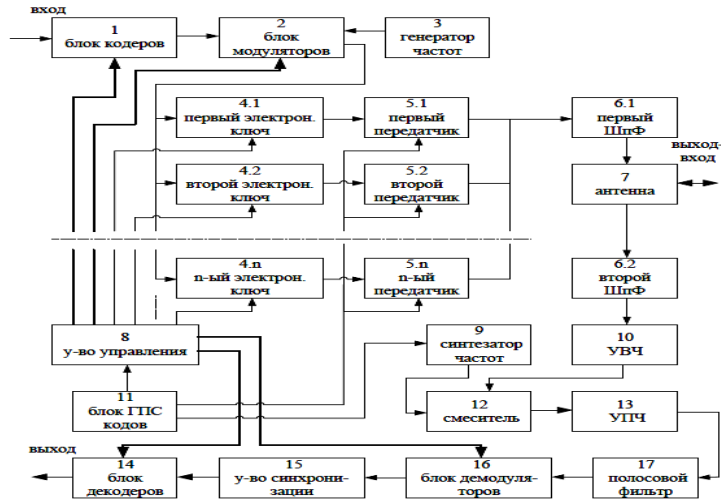 вход
1
блок кодеров
2
блок
модуляторов
3
генератор
частот
4.1
первый электрон.
ключ
5.1
первый
передатчик
6.1
первый
ШпФ
4.2
второй электрон.
ключ
5.2
второй
передатчик
7
антенна
выход-
вход
4.n
n-ый электрон.
ключ
5.n
n-ый
передатчик
6.2
второй
ШпФ
8
у-во управления
9
синтезатор
частот
10
УВЧ
11
блок ГПС
кодов
12
смеситель
13
УПЧ
выход
14
блок
декодеров
15
у-во синхрони-
зации
16
блок демодуля-
торов
17
полосовой
фильтр